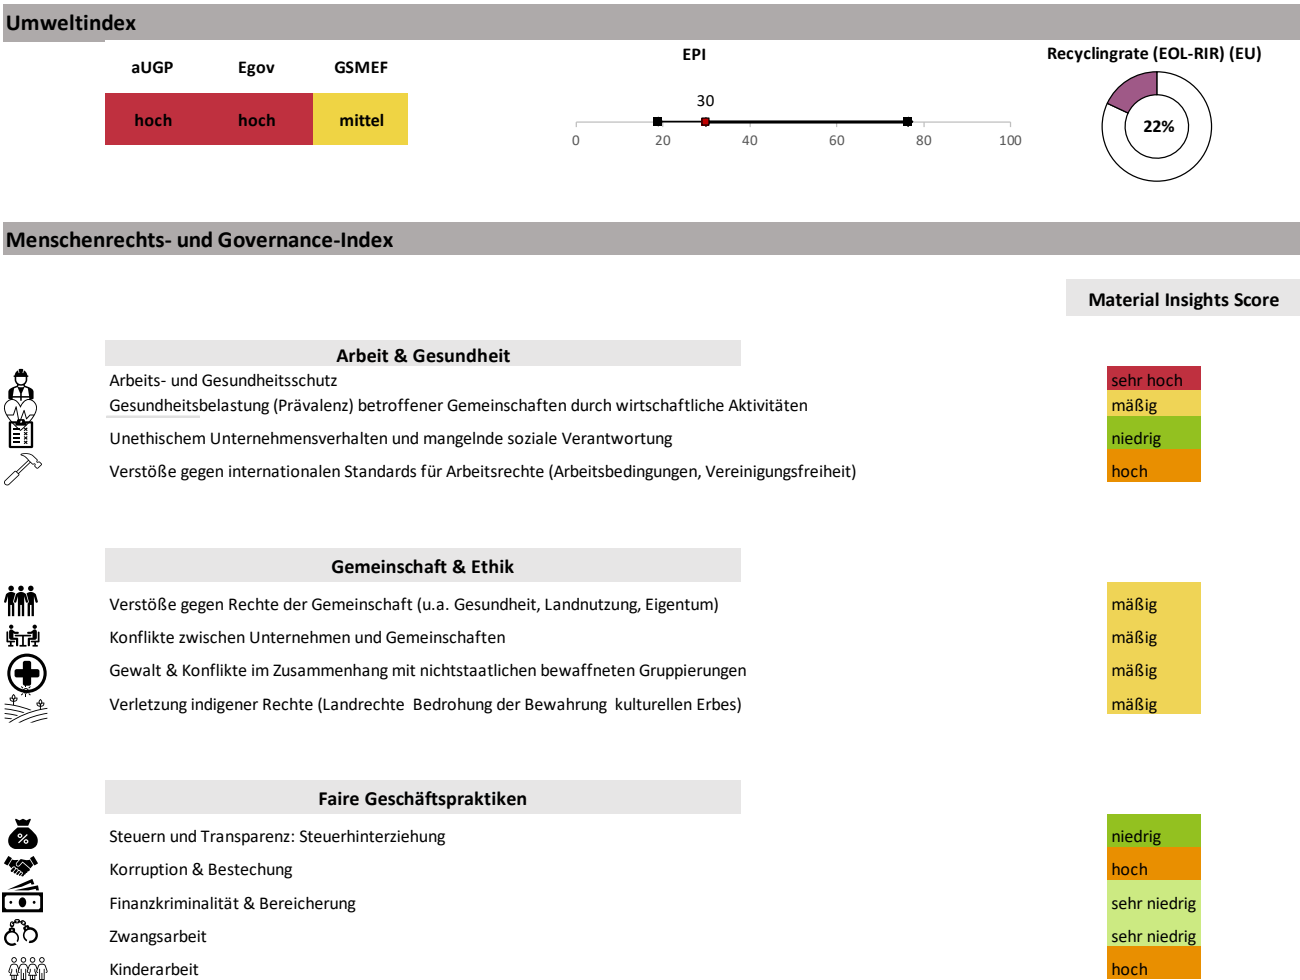 Umweltindex
aUGP Egov GSMEF
hoch hoch mittel
EPI
30
0 20 40 60 80 100
Recyclingrate (EOL-RIR) (EU)
22%
Menschenrechts- und Governance-Index
Material Insights Score
Arbeit & Gesundheit
Arbeits- und Gesundheitsschutz sehr hoch
Gesundheitsbelastung (Prävalenz) betroffener Gemeinschaften durch wirtschaftliche Aktivitäten mäßig
Unethischem Unternehmensverhalten und mangelnde soziale Verantwortung niedrig
Verstöße gegen internationalen Standards für Arbeitsrechte (Arbeitsbedingungen, Vereinigungsfreiheit) hoch
Gemeinschaft & Ethik
Verstöße gegen Rechte der Gemeinschaft (u.a. Gesundheit, Landnutzung, Eigentum) mäßig
Konflikte zwischen Unternehmen und Gemeinschaften mäßig
Gewalt & Konflikte im Zusammenhang mit nichtstaatlichen bewaffneten Gruppierungen mäßig
Verletzung indigener Rechte (Landrechte Bedrohung der Bewahrung kulturellen Erbes) mäßig
Faire Geschäftspraktiken
Steuern und Transparenz: Steuerhinterziehung niedrig
Korruption & Bestechung hoch
Finanzkriminalität & Bereicherung sehr niedrig
Zwangsarbeit sehr niedrig
Kinderarbeit hoch